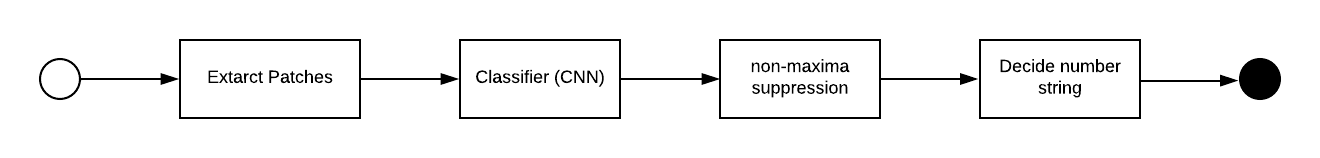 Extarct Patches
Classifier (CNN)
non-maxima
suppression
Decide number
string